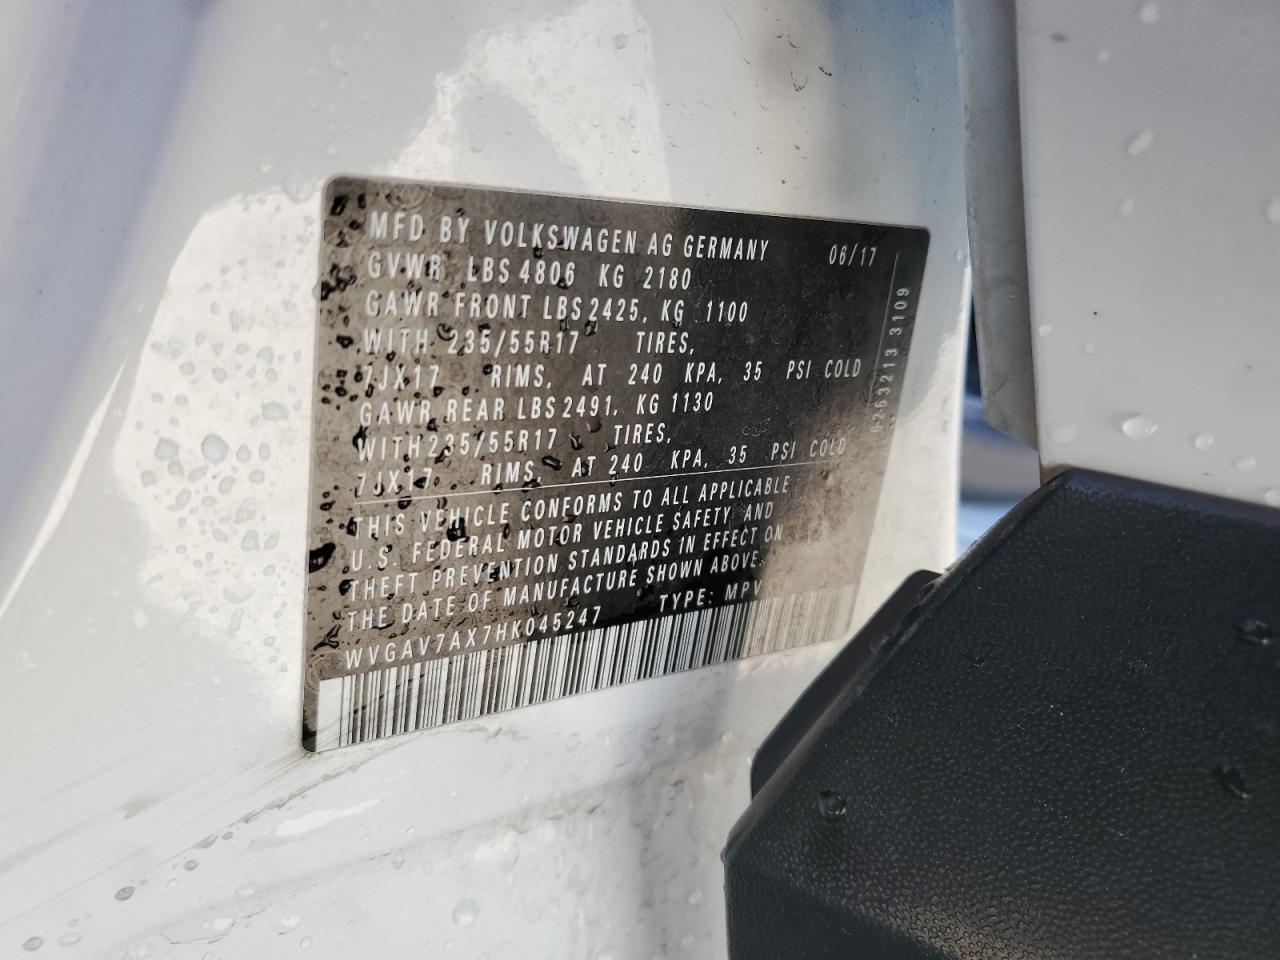 MFD BY VOLKSWAGEN AG GERMANY 06/17
GVWR LBS 4806 KG 2180
GAWR FRONT LBS 2425, KG 1100
WITH 235/55R17 TIRES,
7JX17 RIMS, AT 240 KPA, 35 PSI COLD
GAWR REAR LBS 2491, KG 1130
WITH 235/55R17 TIRES,
7JX17 RIMS, AT 240 KPA, 35 PSI COLD
THIS VEHICLE CONFORMS TO ALL APPLICABLE
U.S. FEDERAL MOTOR VEHICLE SAFETY, AND
THEFT PREVENTION STANDARDS IN EFFECT ON
THE DATE OF MANUFACTURE SHOWN ABOVE.
WVGAV7AX7HK045247 TYPE: MPV